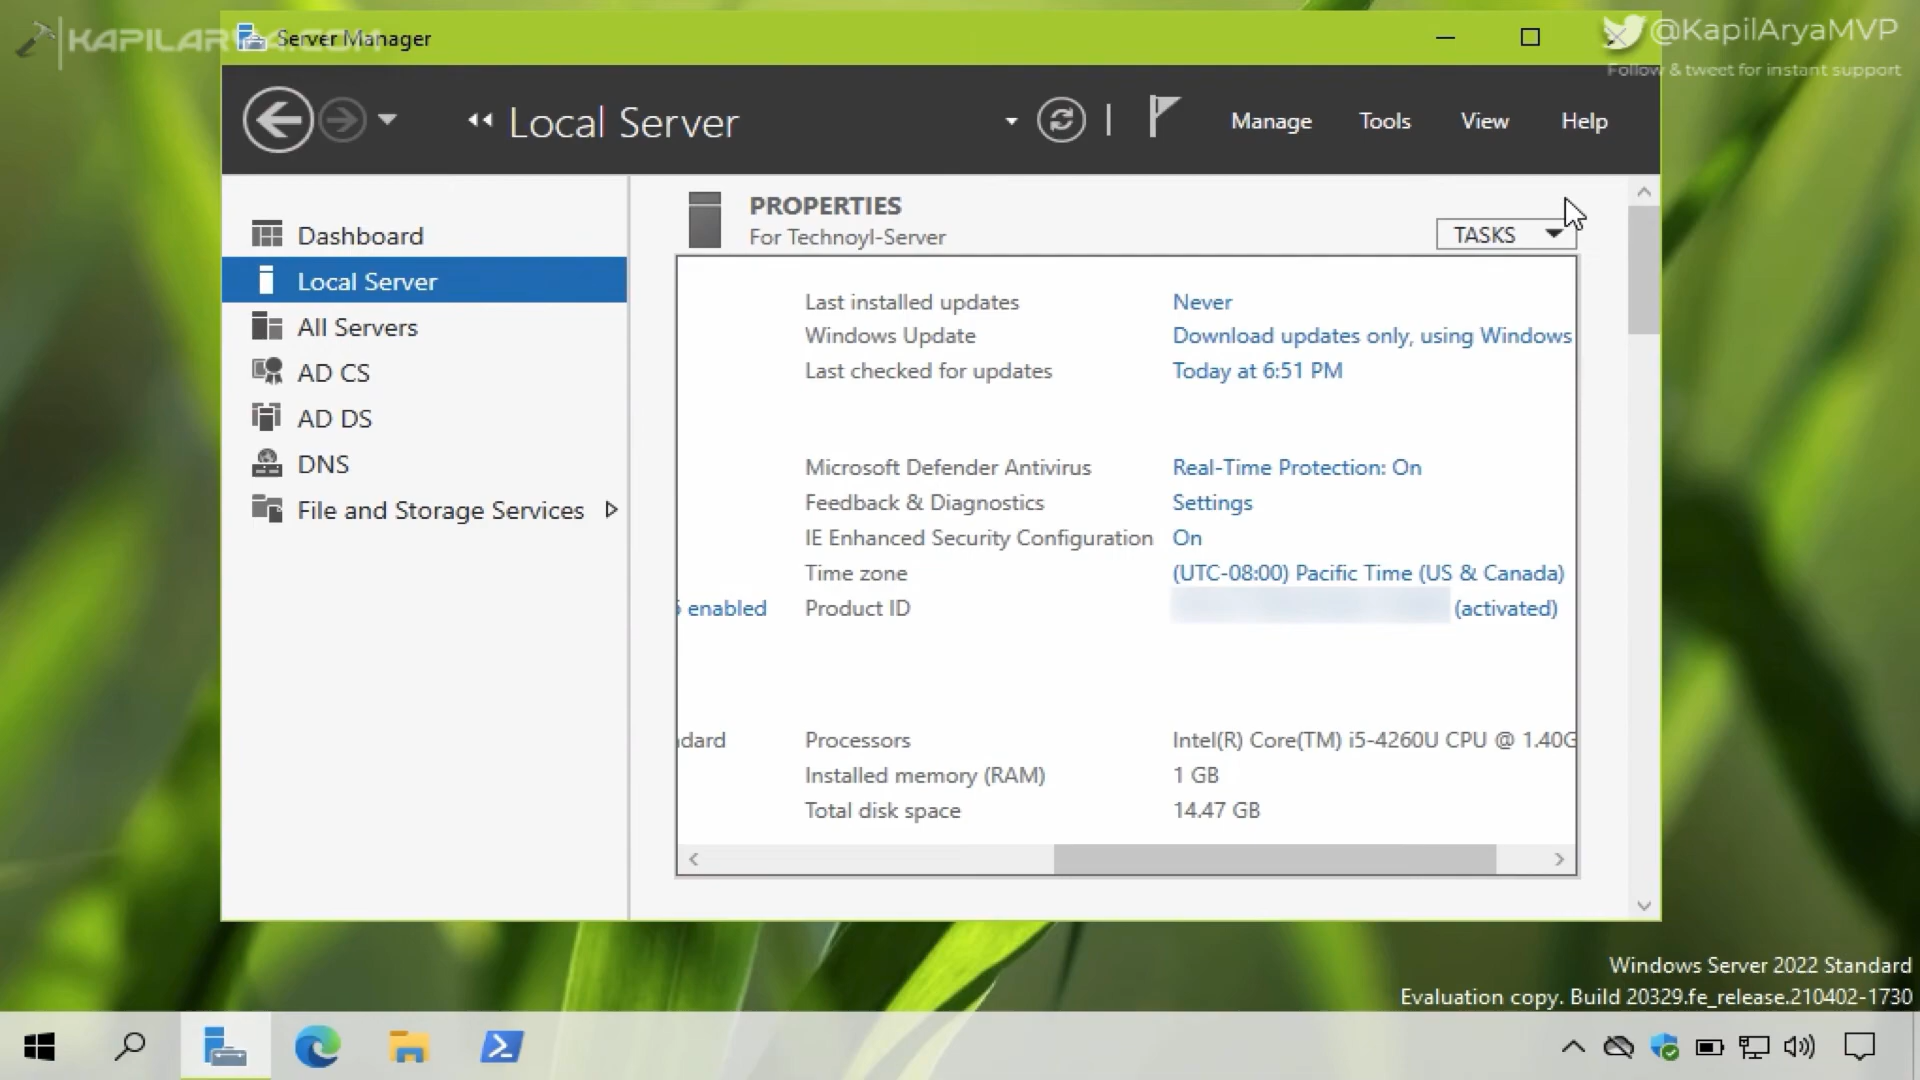 KAPILARYA.COM
Server Manager
@KapilAryaMVP
Follow & tweet for instant support
Local Server
Manage
Tools
View
Help
Dashboard
Local Server
All Servers
AD CS
AD DS
DNS
File and Storage Services
PROPERTIES
For Technoyl-Server
TASKS
Last installed updates Never
Windows Update Download updates only, using Windows
Last checked for updates Today at 6:51 PM
Microsoft Defender Antivirus Real-Time Protection: On
Feedback & Diagnostics Settings
IE Enhanced Security Configuration On
Time zone (UTC-08:00) Pacific Time (US & Canada)
enabled Product ID (activated)
dard Processors Intel(R) Core(TM) i5-4260U CPU @ 1.40G
Installed memory (RAM) 1 GB
Total disk space 14.47 GB
Windows Server 2022 Standard
Evaluation copy. Build 20329.fe_release.210402-1730